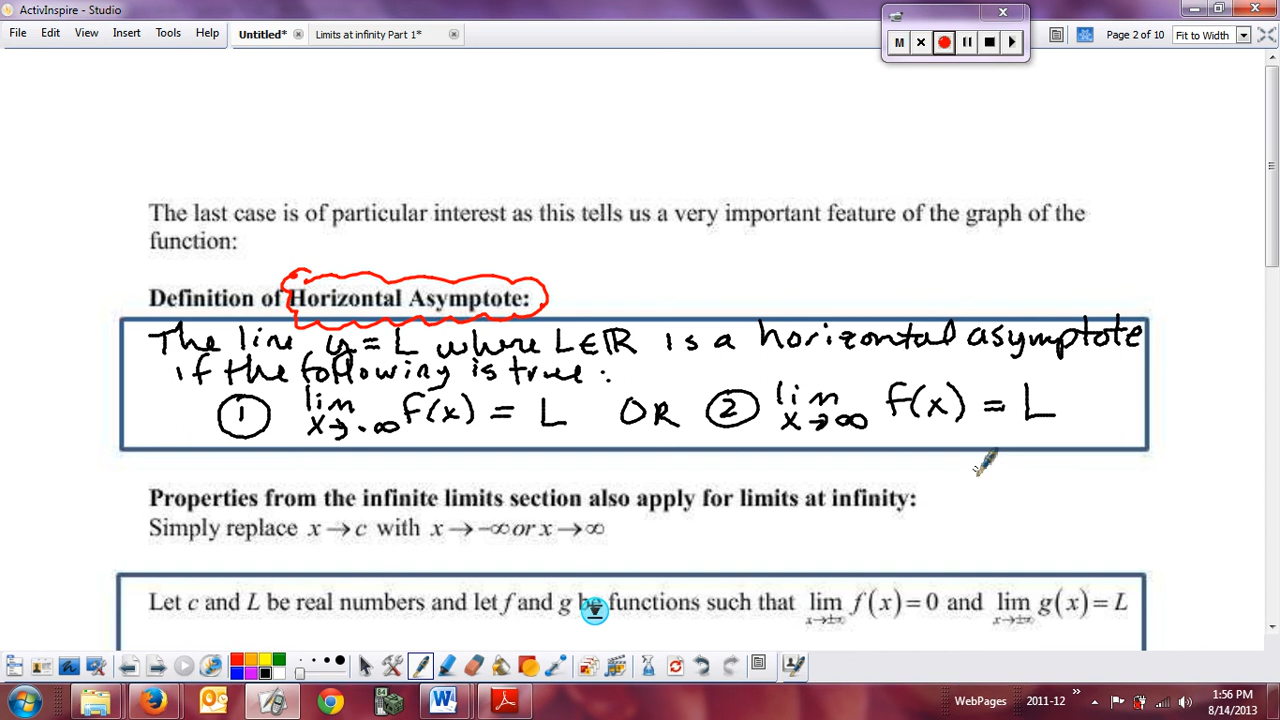 ActivInspire - Studio
File Edit View Insert Tools Help Untitled* Limits at infinity Part 1* Page 2 of 10 Fit to Width
M
The last case is of particular interest as this tells us a very important feature of the graph of the
function:
Definition of Horizontal Asymptote:
The line y = L where L∈ℝ is a horizontal asymptote
if the following is true:
① lim x→-∞ f(x) = L OR ② lim x→∞ f(x) = L
Properties from the infinite limits section also apply for limits at infinity:
Simply replace x→c with x→-∞ or x→∞
Let c and L be real numbers and let f and g be functions such that lim x→±∞ f(x)=0 and lim x→±∞ g(x)=L
WebPages 2011-12 » 1:56 PM
8/14/2013